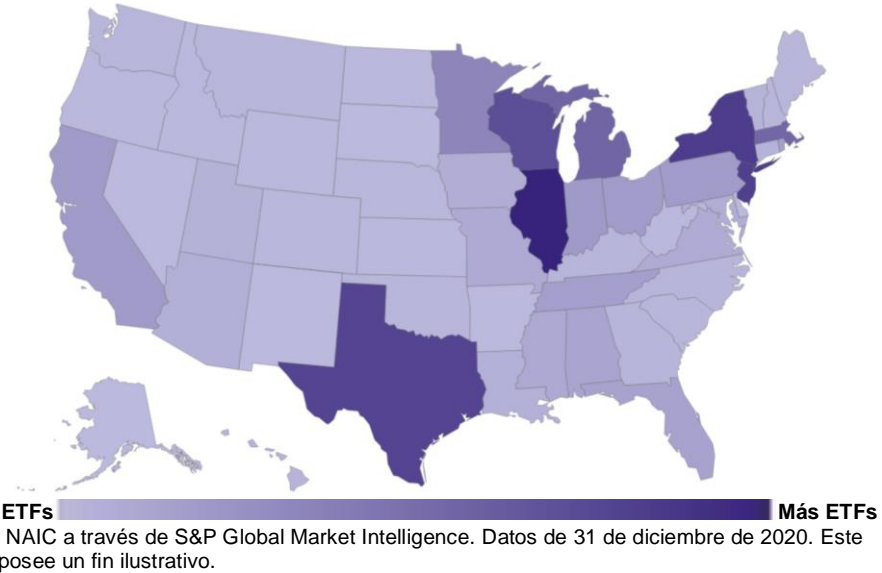 ETFs Más ETFs
NAIC a través de S&P Global Market Intelligence. Datos de 31 de diciembre de 2020. Este
posee un fin ilustrativo.